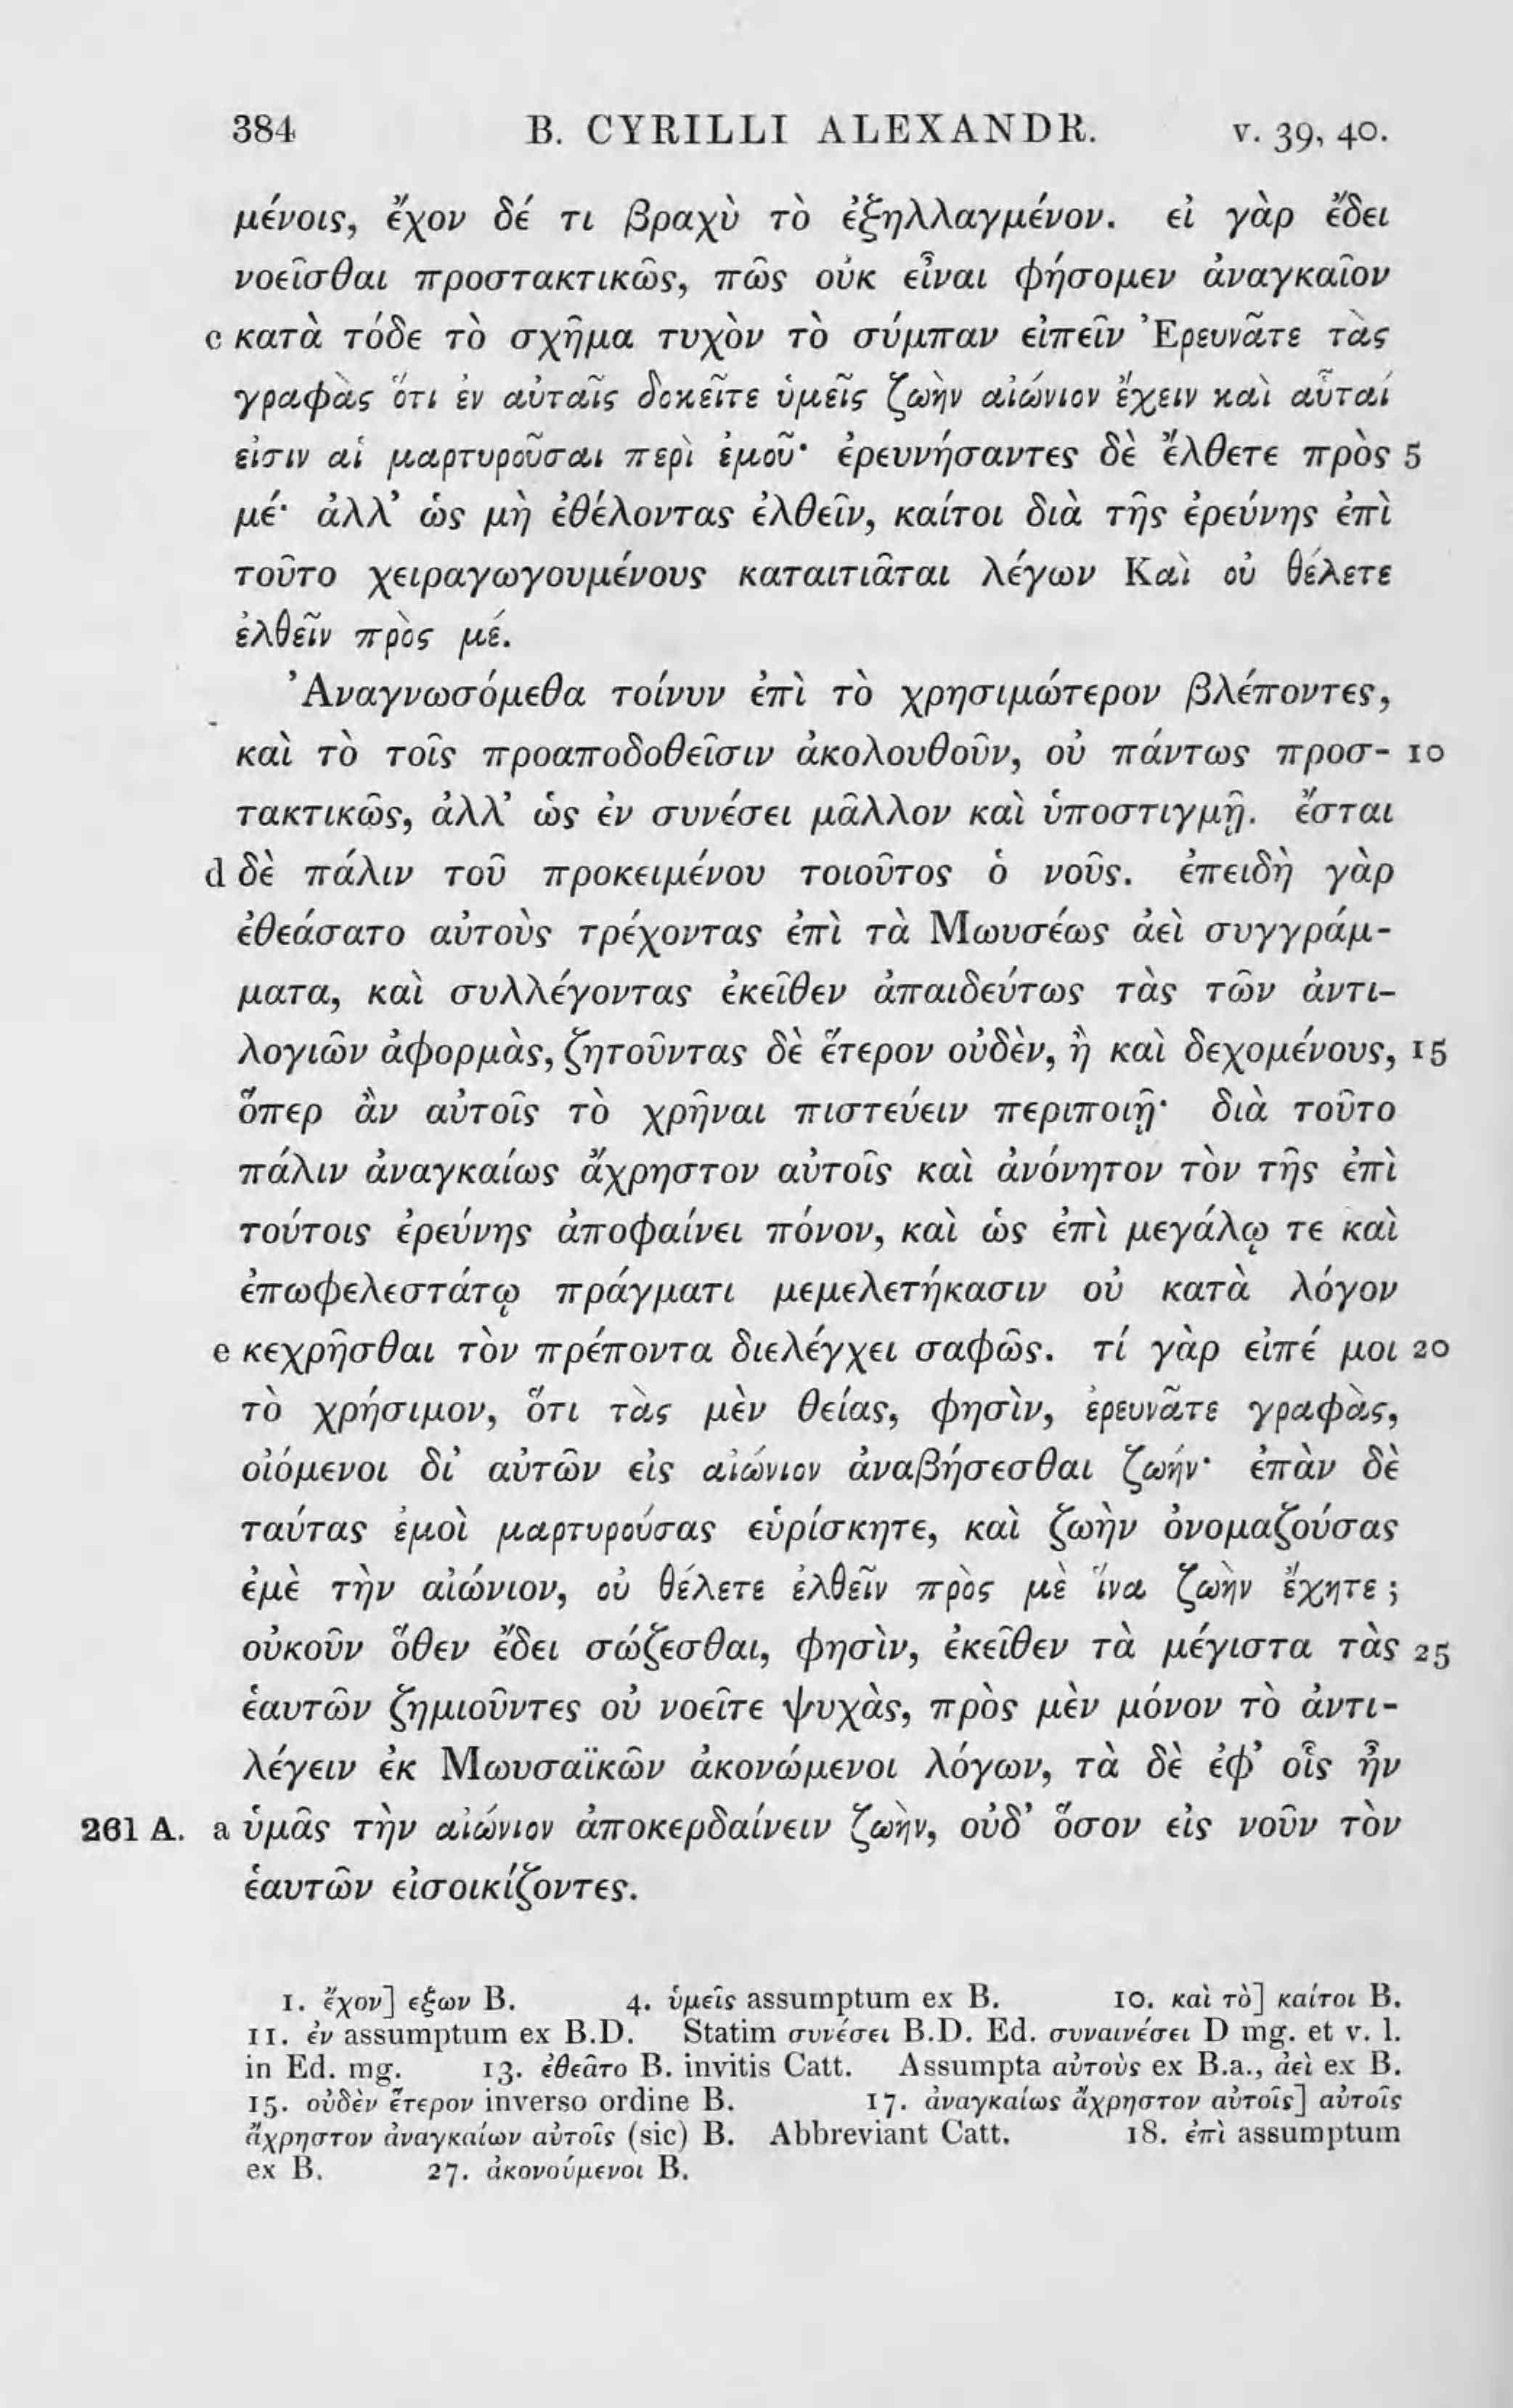 384 B. CYRILLI ALEXANDR. v. 39, 40.
μένοις, ἔχον δέ τι βραχὺ τὸ ἐξηλλαγμένον. εἰ γὰρ ἔδει
νοεῖσθαι προστακτικῶς, πῶς οὐκ εἶναι φήσομεν ἀναγκαῖον
c κατὰ τόδε τὸ σχῆμα τυχὸν τὸ σύμπαν εἰπεῖν Ἐρευνᾶτε τὰς
γραφὰς ὅτι ἐν αὐταῖς δοκεῖτε ὑμεῖς ζωὴν αἰώνιον ἔχειν καὶ αὗταί
εἰσιν αἱ μαρτυροῦσαι περὶ ἐμοῦ· ἐρευνήσαντες δὲ ἔλθετε πρὸς 5
μέ· ἀλλ’ ὡς μὴ ἐθέλοντας ἐλθεῖν, καίτοι διὰ τῆς ἐρεύνης ἐπὶ
τοῦτο χειραγωγουμένους καταιτιᾶται λέγων Καὶ οὐ θέλετε
ἐλθεῖν πρὸς μέ.
Ἀναγνωσόμεθα τοίνυν ἐπὶ τὸ χρησιμώτερον βλέποντες,
καὶ τὸ τοῖς προαποδοθεῖσιν ἀκολουθοῦν, οὐ πάντως προσ- 10
τακτικῶς, ἀλλ’ ὡς ἐν συνέσει μᾶλλον καὶ ὑποστιγμῇ. ἔσται
d δὲ πάλιν τοῦ προκειμένου τοιοῦτος ὁ νοῦς. ἐπειδὴ γὰρ
ἐθεάσατο αὐτοὺς τρέχοντας ἐπὶ τὰ Μωυσέως ἀεὶ συγγράμ-
ματα, καὶ συλλέγοντας ἐκεῖθεν ἀπαιδεύτως τὰς τῶν ἀντι-
λογιῶν ἀφορμὰς, ζητοῦντας δὲ ἕτερον οὐδὲν, ἢ καὶ δεχομένους, 15
ὅπερ ἂν αὐτοῖς τὸ χρῆναι πιστεύειν περιποιῇ· διὰ τοῦτο
πάλιν ἀναγκαίως ἄχρηστον αὐτοῖς καὶ ἀνόνητον τὸν τῆς ἐπὶ
τούτοις ἐρεύνης ἀποφαίνει πόνον, καὶ ὡς ἐπὶ μεγάλῳ τε καὶ
ἐπωφελεστάτῳ πράγματι μεμελετήκασιν οὐ κατὰ λόγον
e κεχρῆσθαι τὸν πρέποντα διελέγχει σαφῶς. τί γὰρ εἰπέ μοι 20
τὸ χρήσιμον, ὅτι τὰς μὲν θείας, φησὶν, ἐρευνᾶτε γραφὰς,
οἰόμενοι δι’ αὐτῶν εἰς αἰώνιον ἀναβήσεσθαι ζωήν· ἐπὰν δὲ
ταύτας ἐμοὶ μαρτυρούσας εὑρίσκητε, καὶ ζωὴν ὀνομαζούσας
ἐμὲ τὴν αἰώνιον, οὐ θέλετε ἐλθεῖν πρὸς μὲ ἵνα ζωὴν ἔχητε ;
οὐκοῦν ὅθεν ἔδει σώζεσθαι, φησὶν, ἐκεῖθεν τὰ μέγιστα τὰς 25
ἑαυτῶν ζημιοῦντες οὐ νοεῖτε ψυχὰς, πρὸς μὲν μόνον τὸ ἀντι-
λέγειν ἐκ Μωυσαϊκῶν ἀκονώμενοι λόγων, τὰ δὲ ἐφ’ οἷς ἦν
261 A. a ὑμᾶς τὴν αἰώνιον ἀποκερδαίνειν ζωὴν, οὐδ’ ὅσον εἰς νοῦν τὸν
ἑαυτῶν εἰσοικίζοντες.
1. ἔχον] εξων B. 4. ὑμεῖς assumptum ex B. 10. καὶ τὸ] καίτοι B.
11. ἐν assumptum ex B.D. Statim συνέσει B.D. Ed. συναινέσει D mg. et v. l.
in Ed. mg. 13. ἐθεᾶτο B. invitis Catt. Assumpta αὐτοὺς ex B.a., ἀεὶ ex B.
15. οὐδὲν ἕτερον inverso ordine B. 17. ἀναγκαίως ἄχρηστον αὐτοῖς] αὐτοῖς
ἄχρηστον ἀναγκαίων αὐτοῖς (sic) B. Abbreviant Catt. 18. ἐπὶ assumptum
ex B. 27. ἀκονούμενοι B.